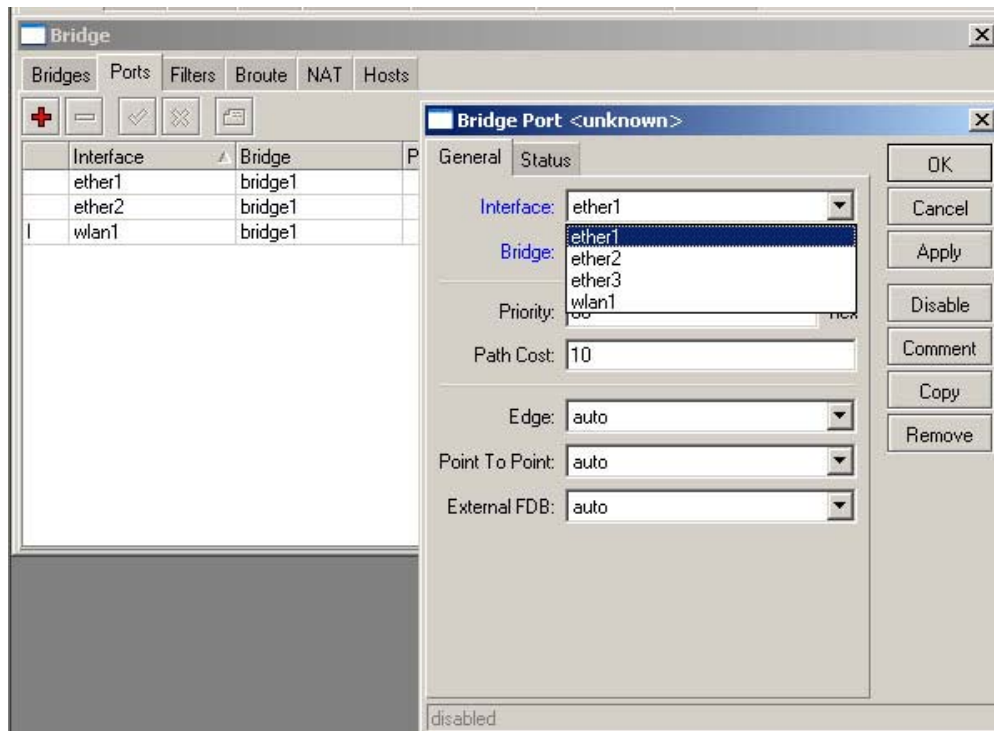 Bridge
Bridges Ports Filters Broute NAT Hosts
Interface Bridge P
ether1 bridge1
ether2 bridge1
I wlan1 bridge1
Bridge Port <unknown>
General Status
Interface: ether1
ether1
ether2
ether3
wlan1
Bridge:
Priority:
Path Cost: 10
Edge: auto
Point To Point: auto
External FDB: auto
OK
Cancel
Apply
Disable
Comment
Copy
Remove
disabled